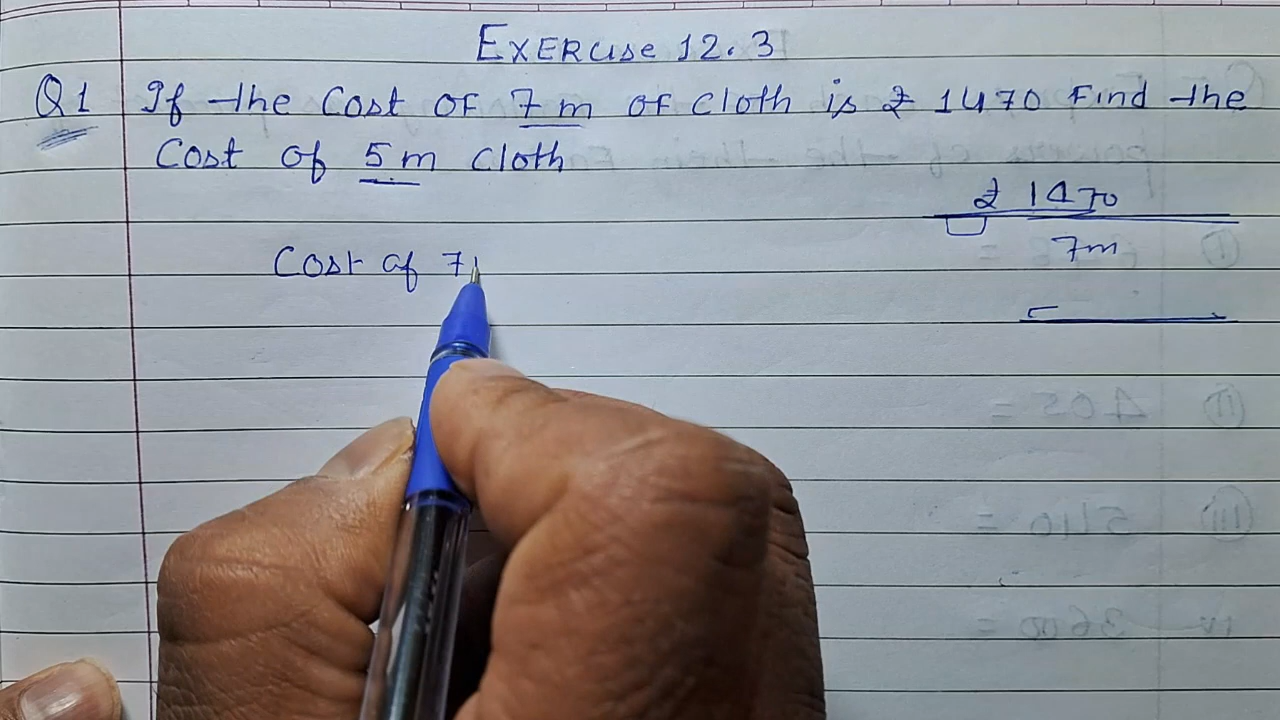 Exercise 12.3
Q1 If the Cost of 7 m of cloth is ₹ 1470 Find the
Cost of 5m cloth
₹ 1470
7m
Cost of 7